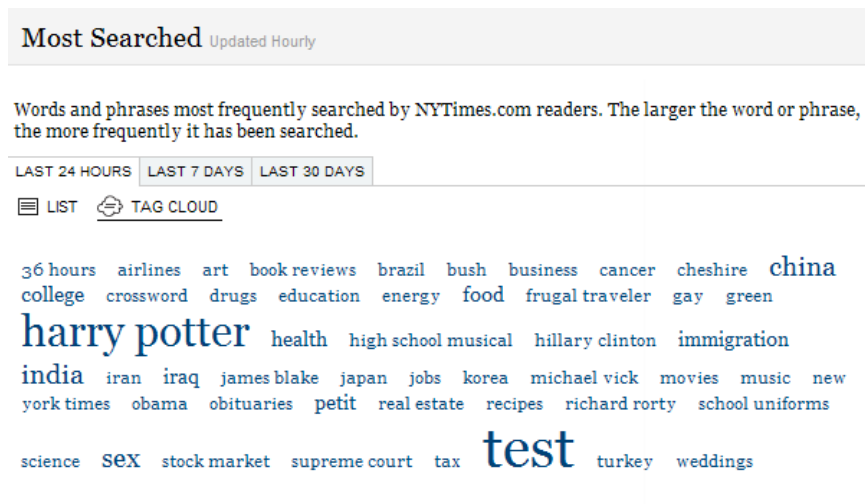 Most Searched Updated Hourly
Words and phrases most frequently searched by NYTimes.com readers. The larger the word or phrase,
the more frequently it has been searched.
LAST 24 HOURS LAST 7 DAYS LAST 30 DAYS
LIST TAG CLOUD
36 hours airlines art book reviews brazil bush business cancer cheshire china
college crossword drugs education energy food frugal traveler gay green
harry potter health high school musical hillary clinton immigration
india iran iraq james blake japan jobs korea michael vick movies music new
york times obama obituaries petit real estate recipes richard rorty school uniforms
science sex stock market supreme court tax test turkey weddings